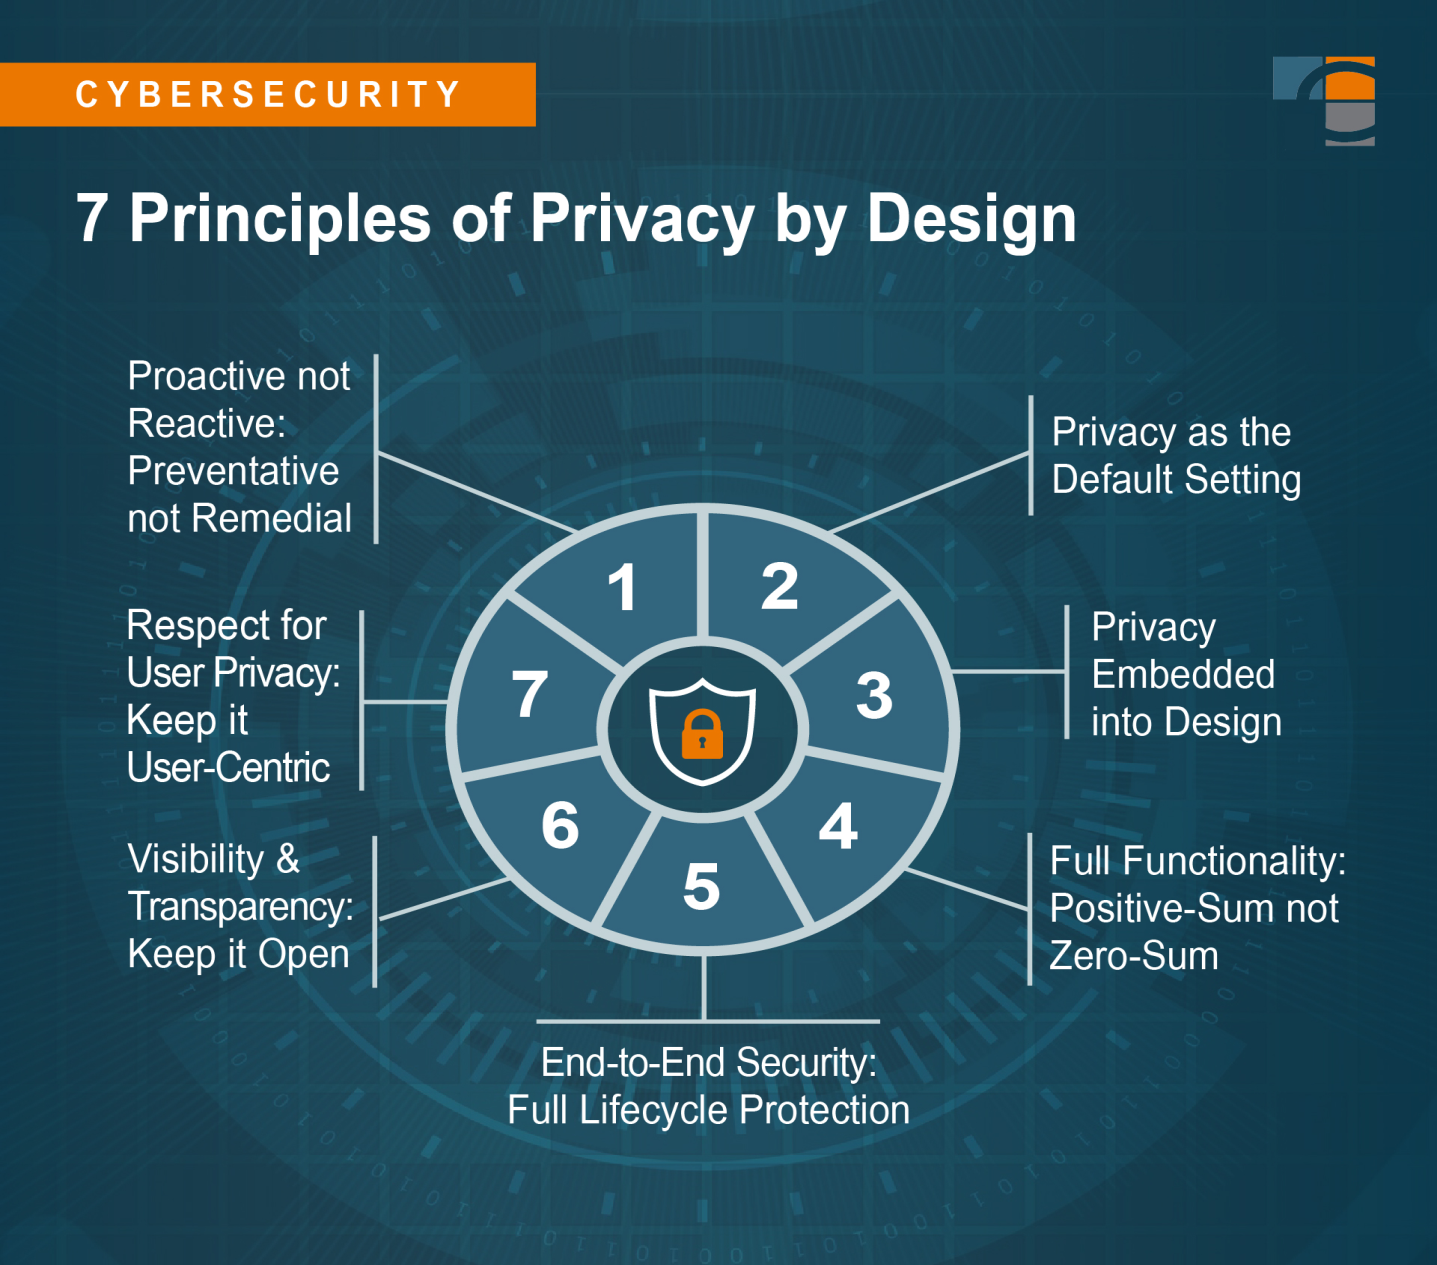 CYBERSECURITY
7 Principles of Privacy by Design
Proactive not
Reactive:
Preventative
not Remedial
Privacy as the
Default Setting
Respect for
User Privacy:
Keep it
User-Centric
Privacy
Embedded
into Design
Visibility &
Transparency:
Keep it Open
Full Functionality:
Positive-Sum not
Zero-Sum
End-to-End Security:
Full Lifecycle Protection
1
2
3
4
5
6
7